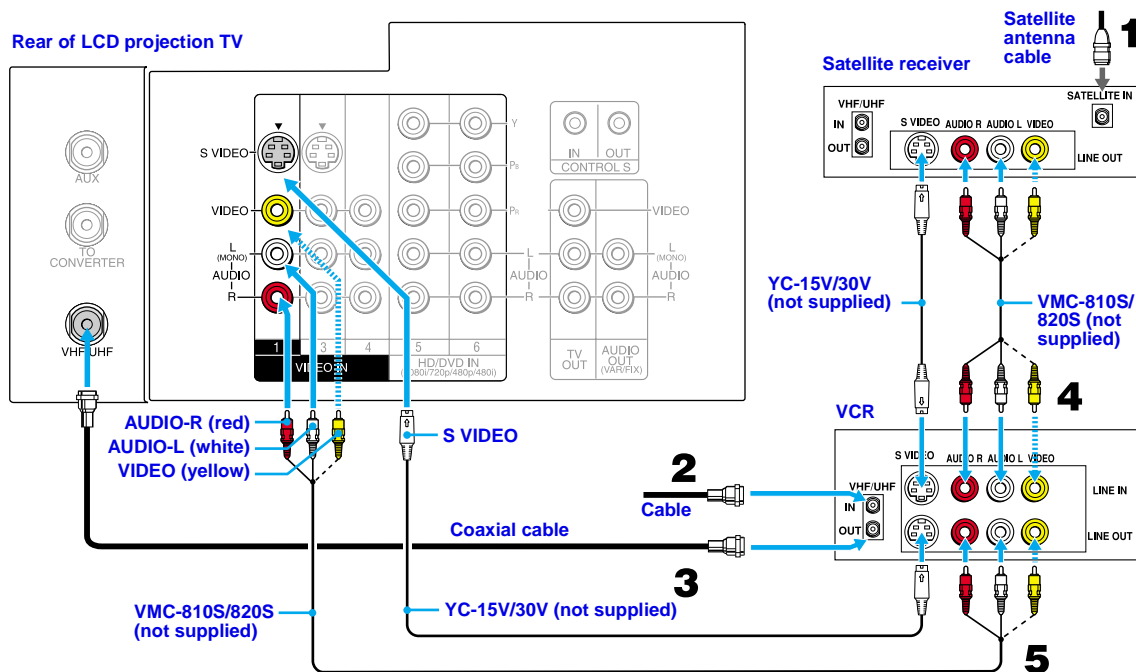 Rear of LCD projection TV
AUX
TO
CONVERTER
VHF/UHF
S VIDEO
VIDEO
L
(MONO)
AUDIO
R
Y
PB
PR
L
AUDIO
R
1
3
4
5
6
VIDEO IN
HD/DVD IN
(1080i/720p/480p/480i)
IN
OUT
CONTROL S
VIDEO
L
(MONO)
AUDIO
R
TV
OUT
AUDIO
OUT
(VAR/FIX)
AUDIO-R (red)
AUDIO-L (white)
VIDEO (yellow)
S VIDEO
Satellite
antenna
cable
1
Satellite receiver
SATELLITE IN
VHF/UHF
IN
OUT
S VIDEO
AUDIO R
AUDIO L
VIDEO
LINE OUT
YC-15V/30V
(not supplied)
VMC-810S/
820S (not
supplied)
4
VCR
S VIDEO
AUDIO R
AUDIO L
VIDEO
VHF/UHF
IN
OUT
LINE IN
LINE OUT
2
Cable
Coaxial cable
3
VMC-810S/820S
(not supplied)
YC-15V/30V (not supplied)
5